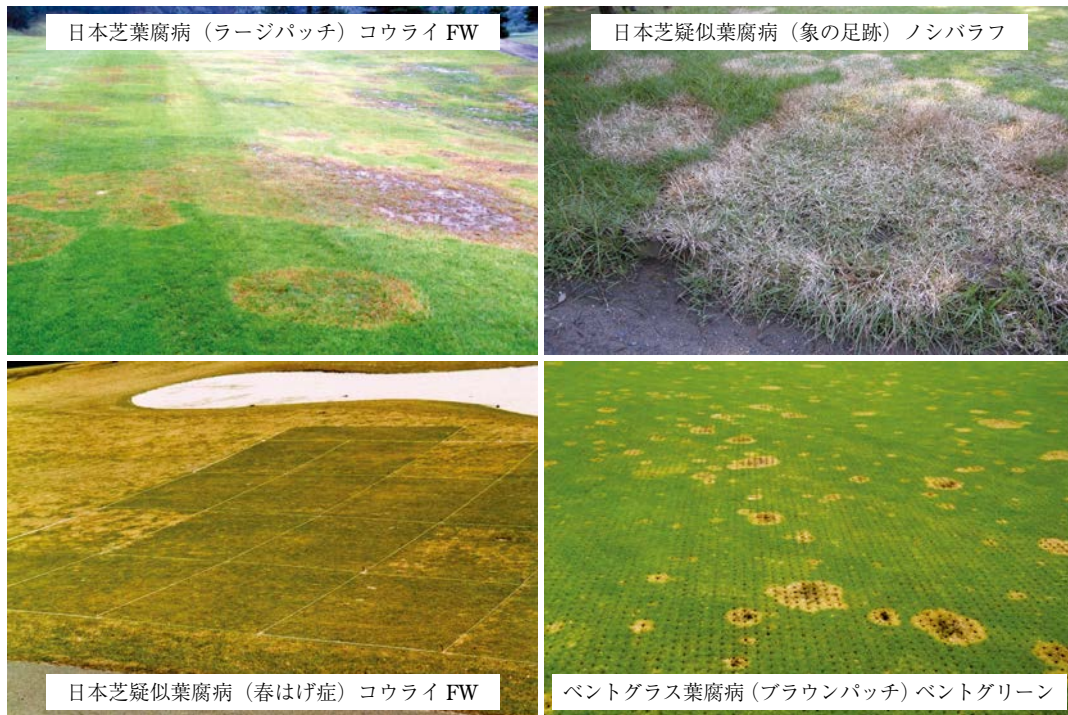 日本芝葉腐病（ラージパッチ）コウライ FW
日本芝疑似葉腐病（象の足跡）ノシバラフ
日本芝疑似葉腐病（春はげ症）コウライ FW
ベントグラス葉腐病（ブラウンパッチ）ベントグリーン